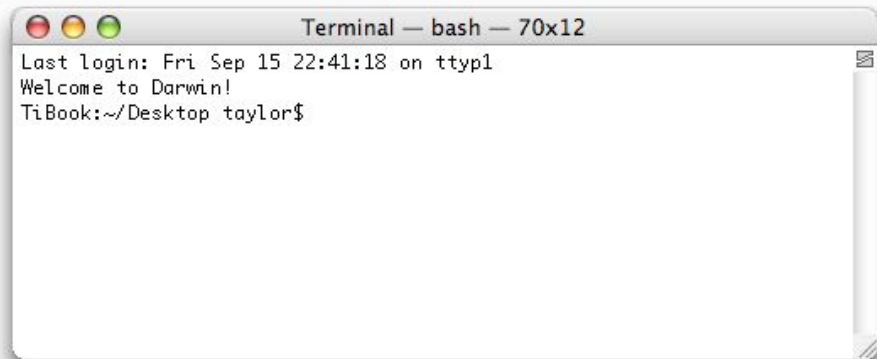 Terminal — bash — 70x12
Last login: Fri Sep 15 22:41:18 on ttyp1
Welcome to Darwin!
TiBook:~/Desktop taylor$